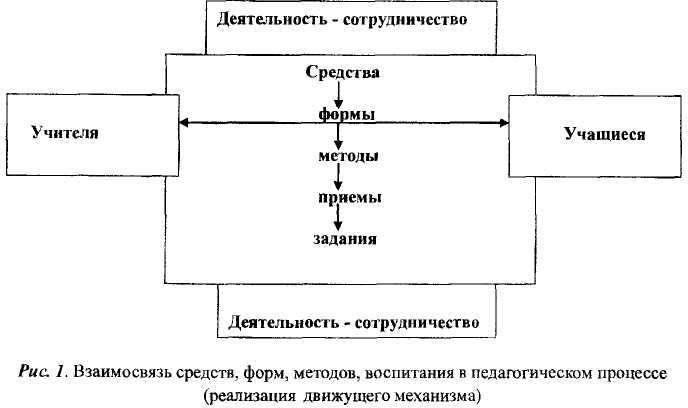 Деятельность - сотрудничество
Средства
формы
Учителя
Учащиеся
методы
приемы
задания
Деятельность - сотрудничество
Рис. 1. Взаимосвязь средств, форм, методов, воспитания в педагогическом процессе
(реализация движущего механизма)